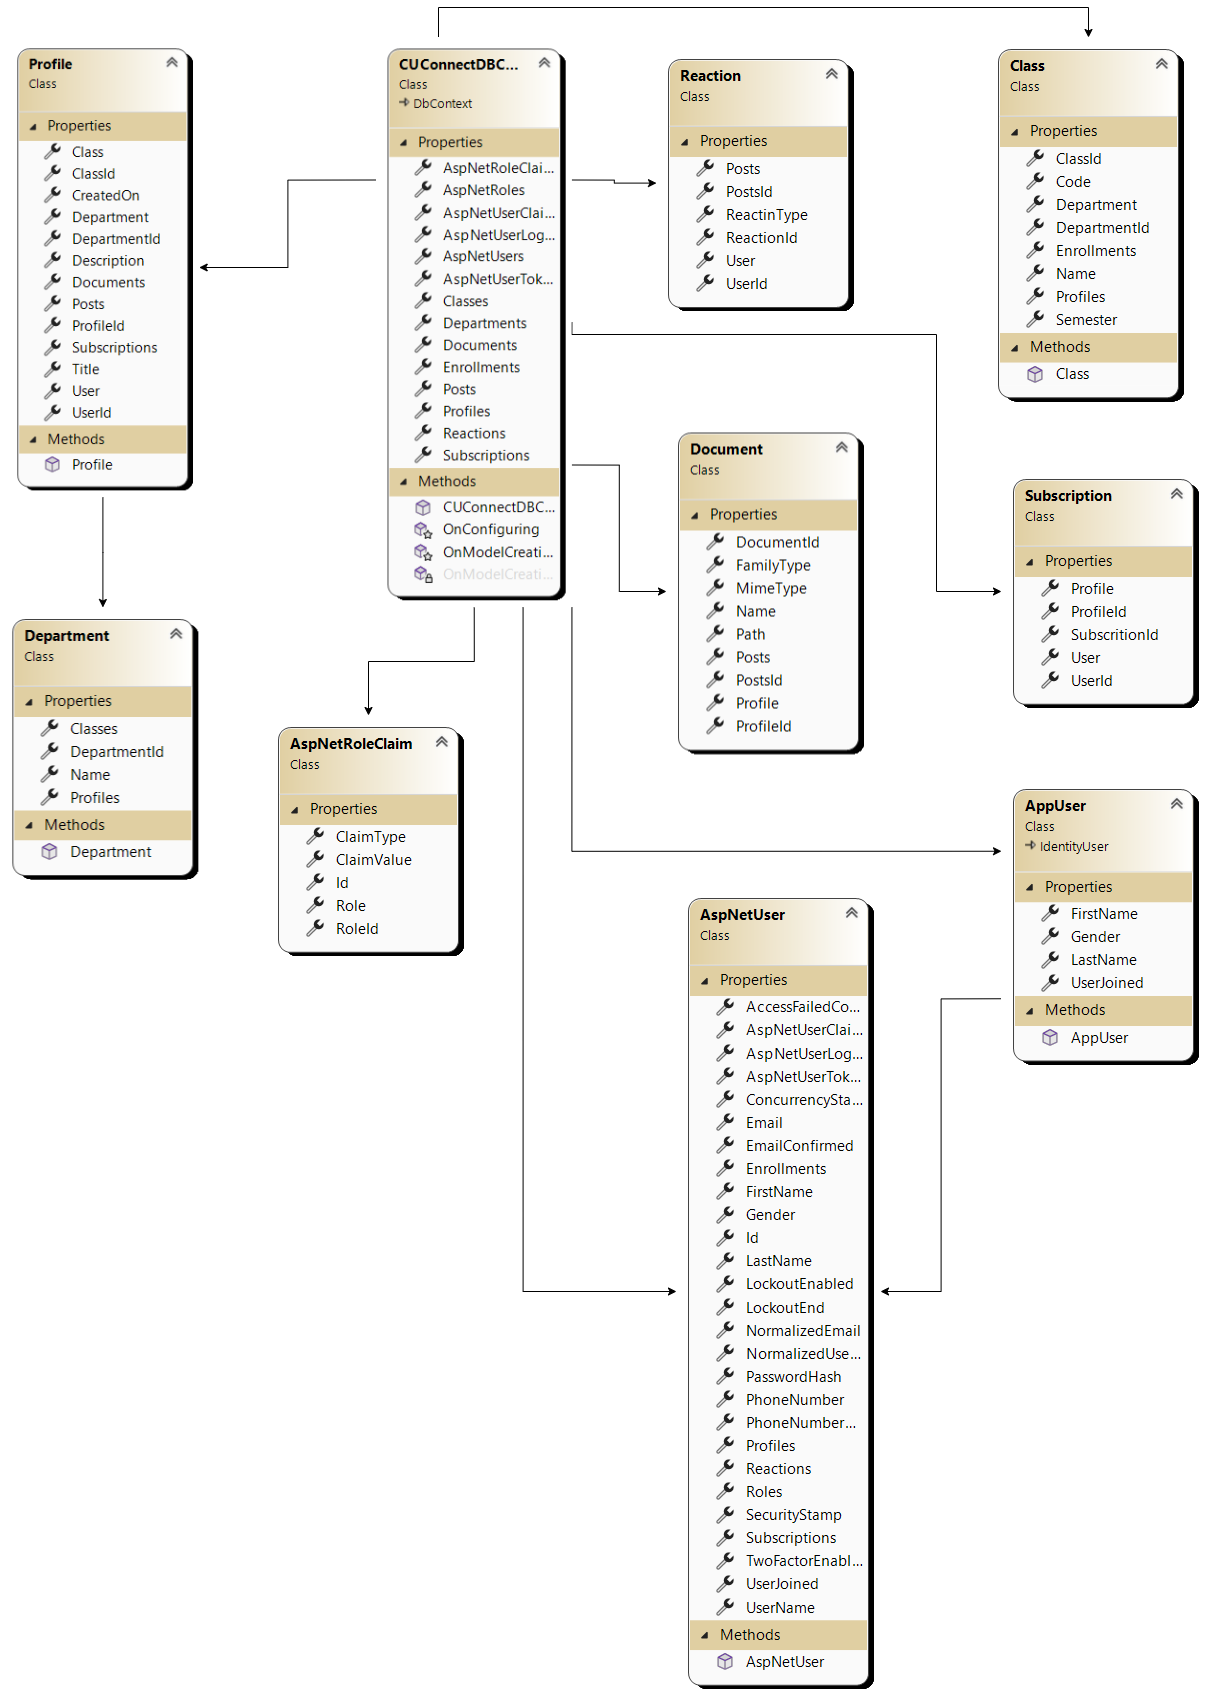 Profile
Class
Properties
Class
ClassId
CreatedOn
Department
DepartmentId
Description
Documents
Posts
ProfileId
Subscriptions
Title
User
UserId
Methods
Profile
CUConnectDBC...
Class
DbContext
Properties
AspNetRoleClai...
AspNetRoles
AspNetUserClai...
AspNetUserLog...
AspNetUsers
AspNetUserTok...
Classes
Departments
Documents
Enrollments
Posts
Profiles
Reactions
Subscriptions
Methods
CUConnectDBC...
OnConfiguring
OnModelCreati...
OnModelCreati...
Reaction
Class
Properties
Posts
PostsId
ReactinType
ReactionId
User
UserId
Class
Class
Properties
ClassId
Code
Department
DepartmentId
Enrollments
Name
Profiles
Semester
Methods
Class
Document
Class
Properties
DocumentId
FamilyType
MimeType
Name
Path
Posts
PostsId
Profile
ProfileId
Subscription
Class
Properties
Profile
ProfileId
SubscritionId
User
UserId
Department
Class
Properties
Classes
DepartmentId
Name
Profiles
Methods
Department
AspNetRoleClaim
Class
Properties
ClaimType
ClaimValue
Id
Role
RoleId
AppUser
Class
IdentityUser
Properties
FirstName
Gender
LastName
UserJoined
Methods
AppUser
AspNetUser
Class
Properties
AccessFailedCo...
AspNetUserClai...
AspNetUserLog...
AspNetUserTok...
ConcurrencySta...
Email
EmailConfirmed
Enrollments
FirstName
Gender
Id
LastName
LockoutEnabled
LockoutEnd
NormalizedEmail
NormalizedUse...
PasswordHash
PhoneNumber
PhoneNumber...
Profiles
Reactions
Roles
SecurityStamp
Subscriptions
TwoFactorEnabl...
UserJoined
UserName
Methods
AspNetUser